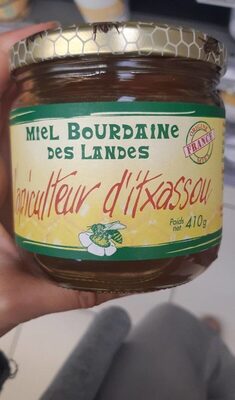 MIEL BOURDAINE
DES LANDES
FRANCE
l'apiculteur d'itxassou
Poids
net 410g